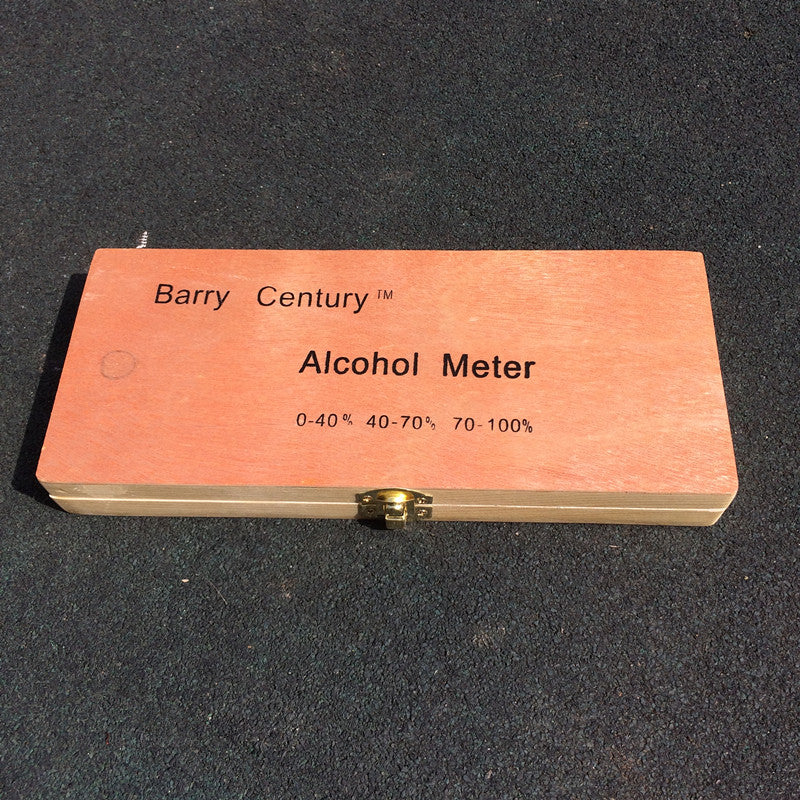 Barry Century™
Alcohol Meter
0-40% 40-70% 70-100%